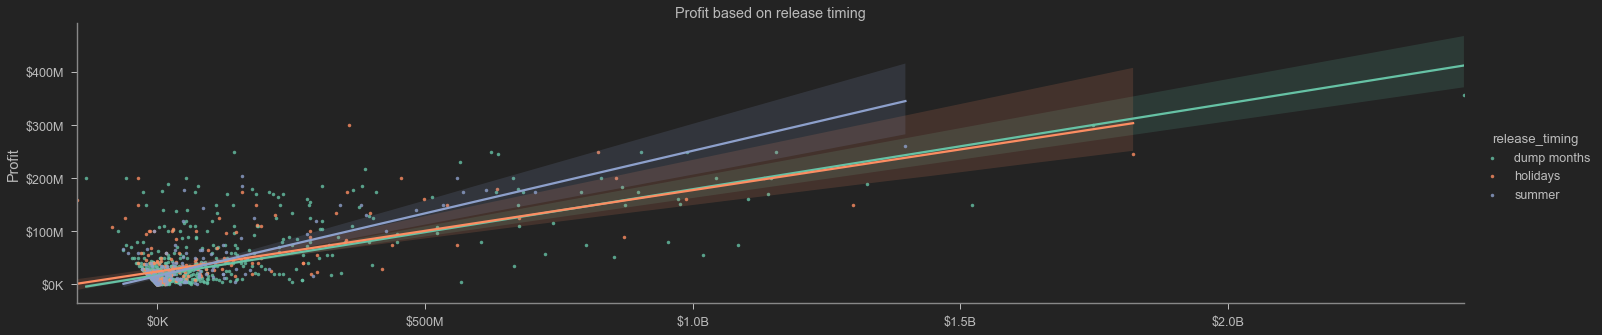 Profit based on release timing
Profit
$400M
$300M
$200M
$100M
$0K
$0K
$500M
$1.0B
$1.5B
$2.0B
release_timing
dump months
holidays
summer